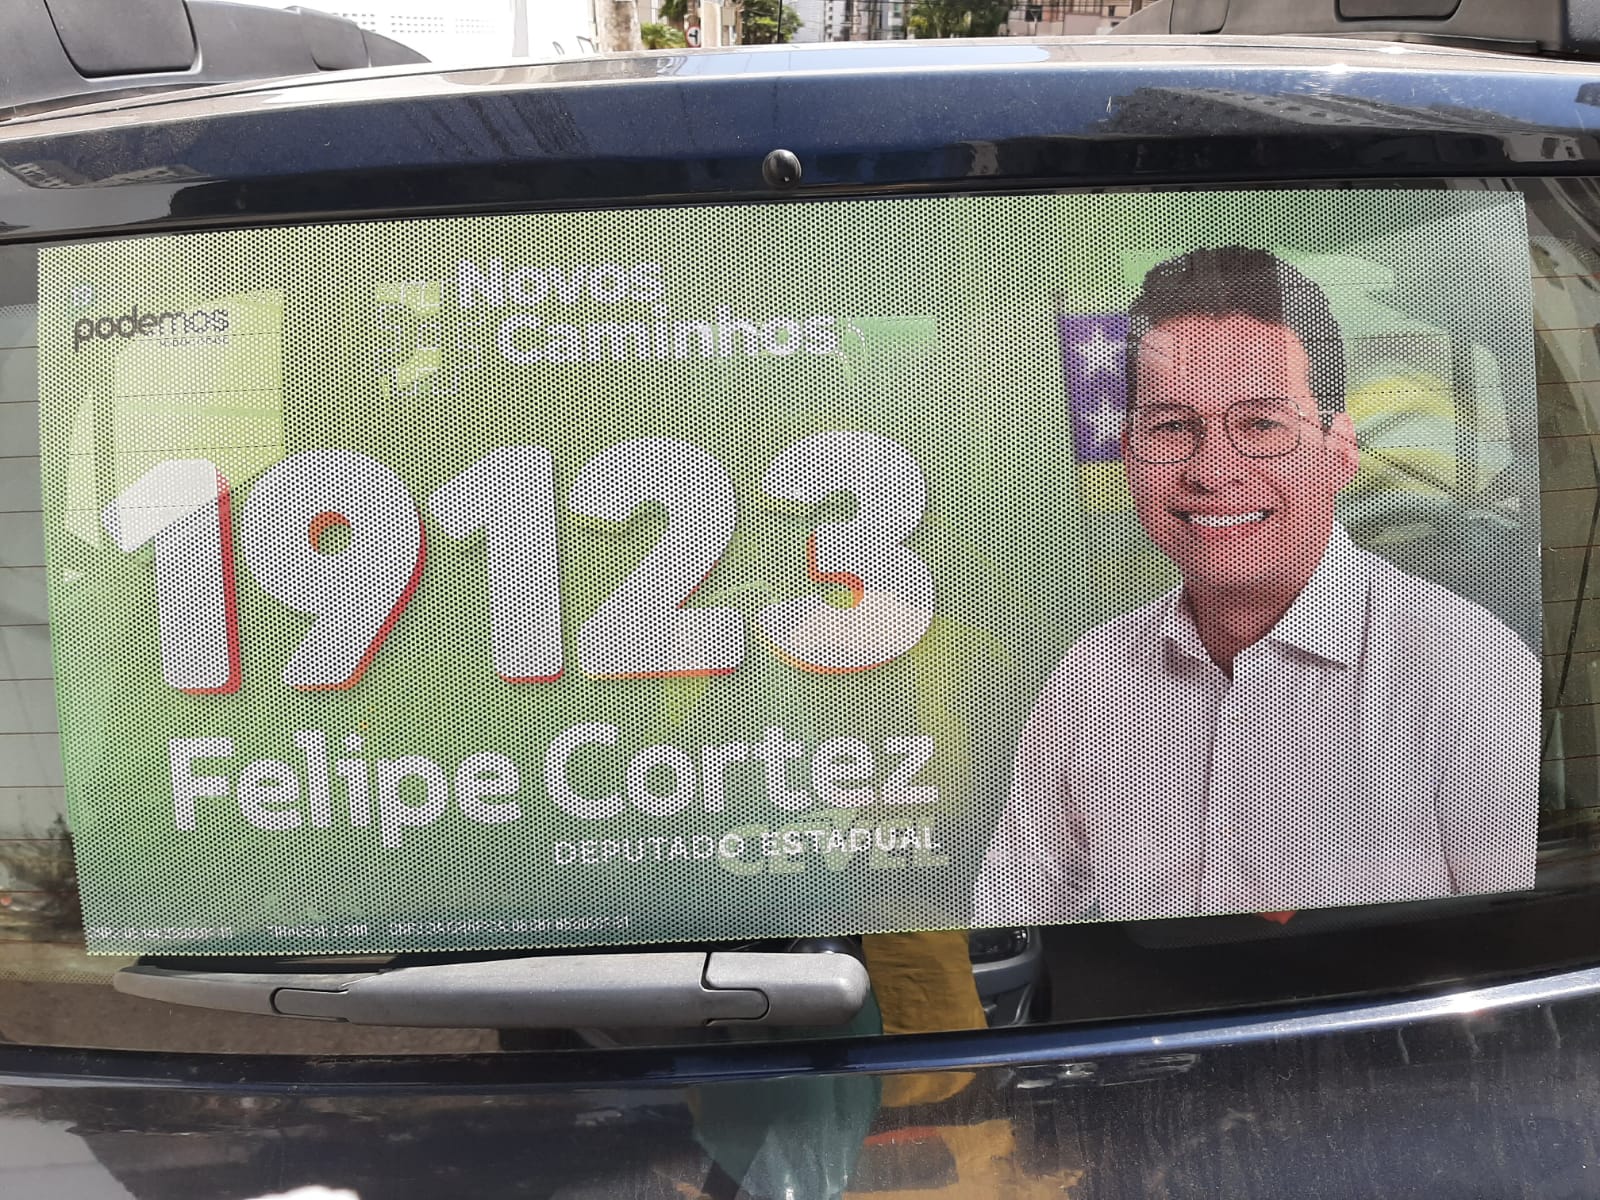 podemos
Novos
Caminhos
19123
Felipe Cortez
DEPUTADO ESTADUAL